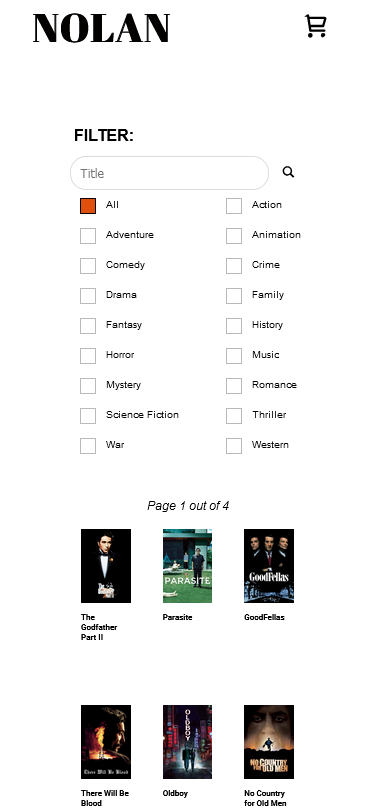 NOLAN
FILTER:
Title
All
Action
Adventure
Animation
Comedy
Crime
Drama
Family
Fantasy
History
Horror
Music
Mystery
Romance
Science Fiction
Thriller
War
Western
Page 1 out of 4
PARASITE
GoodFellas
The
Godfather
Part II
Parasite
GoodFellas
There Will Be Blood
OLDBOY
NO COUNTRY
FOR OLD MEN
There Will Be
Blood
Oldboy
No Country
for Old Men